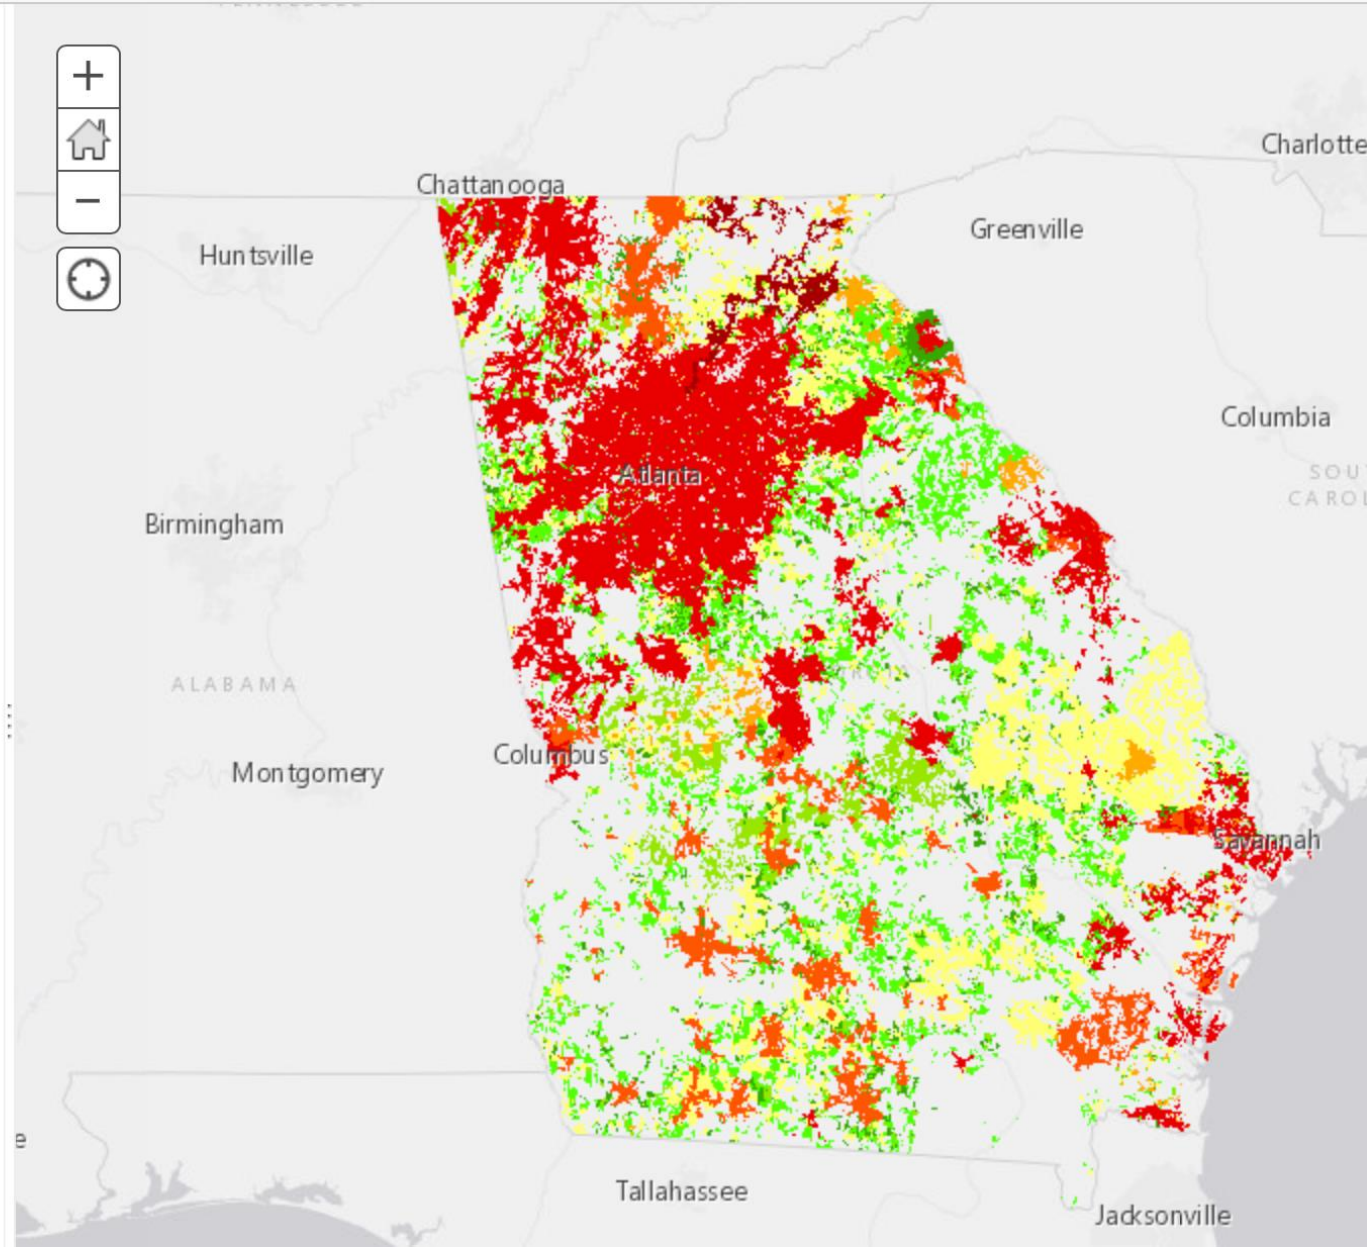 +
Charlotte
Chattanooga
Greenville
Huntsville
−
Columbia
Atlanta
SOU
CAROL
Birmingham
ALABAMA
Columbus
Montgomery
Savannah
e
Tallahassee
Jacksonville